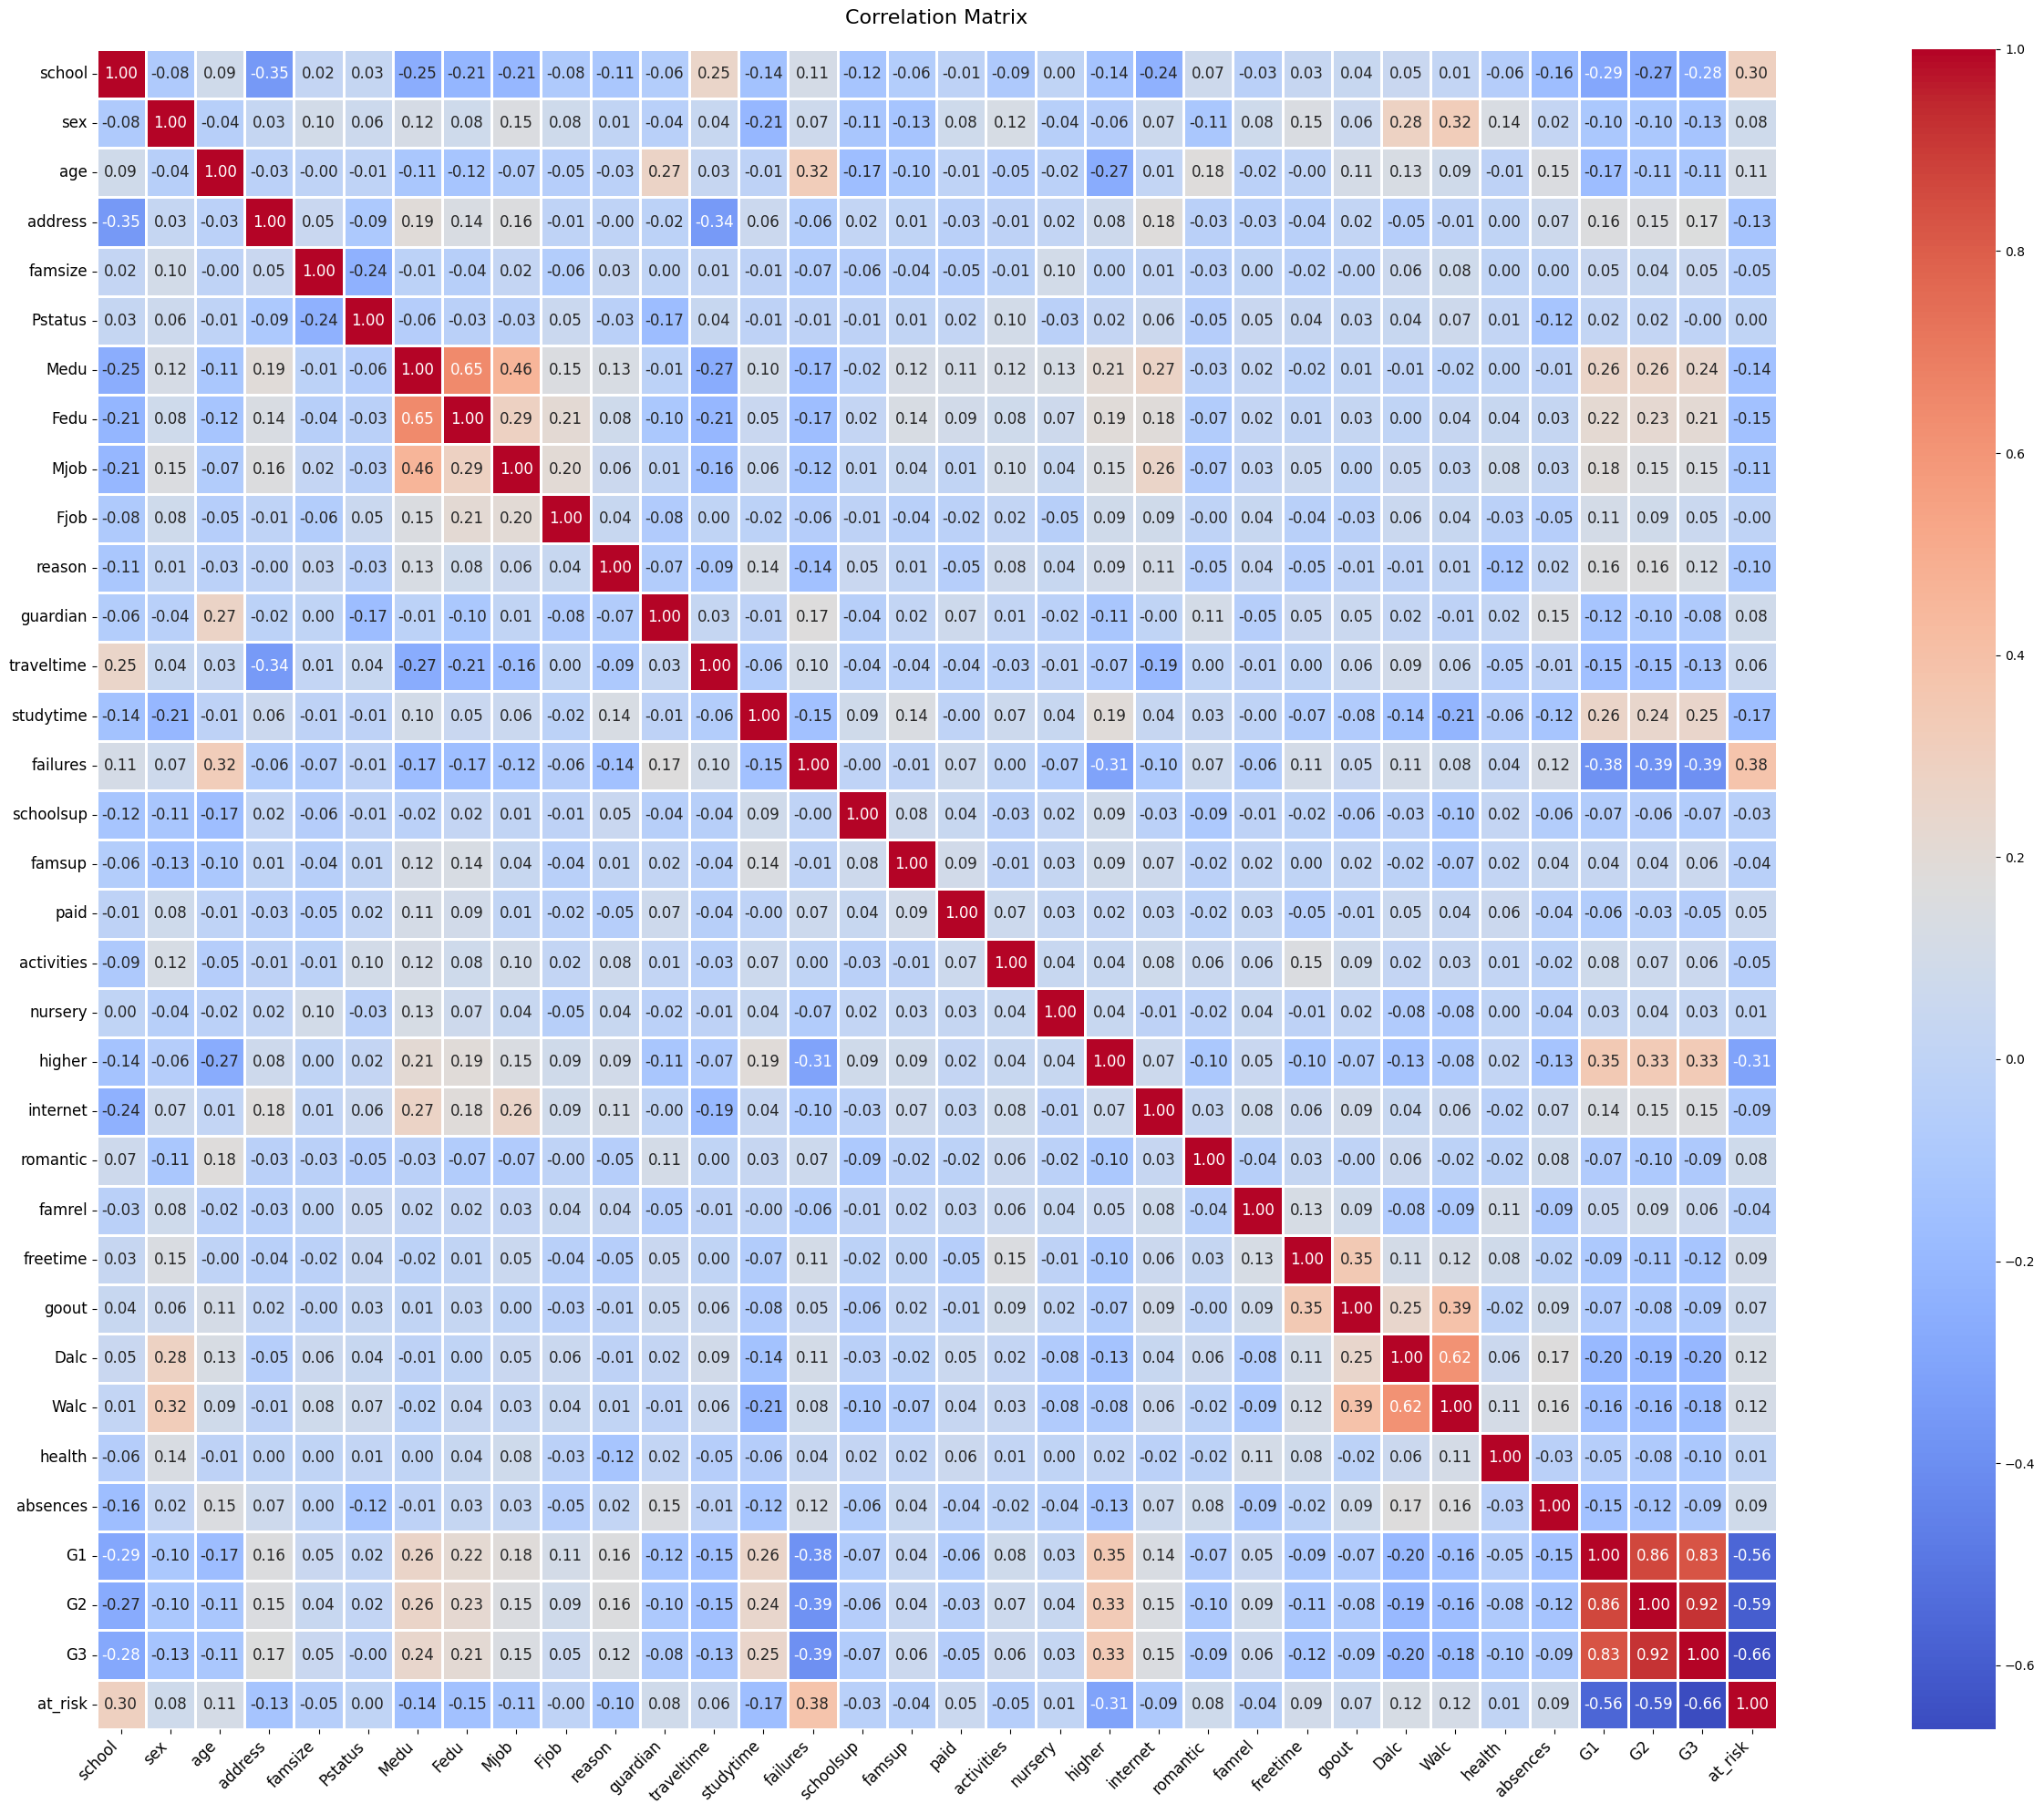 Correlation Matrix
school 1.00 -0.08 0.09 -0.35 0.02 0.03 -0.25 -0.21 -0.21 -0.08 -0.11 -0.06 0.25 -0.14 0.11 -0.12 -0.06 -0.01 -0.09 0.00 -0.14 -0.24 0.07 -0.03 0.03 0.04 0.05 0.01 -0.06 -0.16 -0.29 -0.27 -0.28 0.30
sex -0.08 1.00 -0.04 0.03 0.10 0.06 0.12 0.08 0.15 0.08 0.01 -0.04 0.04 -0.21 0.07 -0.11 -0.13 0.08 0.12 -0.04 -0.06 0.07 -0.11 0.08 0.15 0.06 0.28 0.32 0.14 0.02 -0.10 -0.10 -0.13 0.08
age 0.09 -0.04 1.00 -0.03 -0.00 -0.01 -0.11 -0.12 -0.07 -0.05 -0.03 0.27 0.03 -0.01 0.32 -0.17 -0.10 -0.01 -0.05 -0.02 -0.27 0.01 0.18 -0.02 -0.00 0.11 0.13 0.09 -0.01 0.15 -0.17 -0.11 -0.11 0.11
address -0.35 0.03 -0.03 1.00 0.05 -0.09 0.19 0.14 0.16 -0.01 -0.00 -0.02 -0.34 0.06 -0.06 0.02 0.01 -0.03 -0.01 0.02 0.08 0.18 -0.03 -0.03 -0.04 0.02 -0.05 -0.01 0.00 0.07 0.16 0.15 0.17 -0.13
famsize 0.02 0.10 -0.00 0.05 1.00 -0.24 -0.01 -0.04 0.02 -0.06 0.03 0.00 0.01 -0.01 -0.07 -0.06 -0.04 -0.05 -0.01 0.10 0.00 0.01 -0.03 0.00 -0.02 -0.00 0.06 0.08 0.00 0.00 0.05 0.04 0.05 -0.05
Pstatus 0.03 0.06 -0.01 -0.09 -0.24 1.00 -0.06 -0.03 -0.03 0.05 -0.03 -0.17 0.04 -0.01 -0.01 -0.01 0.01 0.02 0.10 -0.03 0.02 0.06 -0.05 0.05 0.04 0.03 0.04 0.07 0.01 -0.12 0.02 0.02 -0.00 0.00
Medu -0.25 0.12 -0.11 0.19 -0.01 -0.06 1.00 0.65 0.46 0.15 0.13 -0.01 -0.27 0.10 -0.17 -0.02 0.12 0.11 0.12 0.13 0.21 0.27 -0.03 0.02 -0.02 0.01 -0.01 -0.02 0.00 -0.01 0.26 0.26 0.24 -0.14
Fedu -0.21 0.08 -0.12 0.14 -0.04 -0.03 0.65 1.00 0.29 0.21 0.08 -0.10 -0.21 0.05 -0.17 0.02 0.14 0.09 0.08 0.07 0.19 0.18 -0.07 0.02 0.01 0.03 0.00 0.04 0.04 0.03 0.22 0.23 0.21 -0.15
Mjob -0.21 0.15 -0.07 0.16 0.02 -0.03 0.46 0.29 1.00 0.20 0.06 0.01 -0.16 0.06 -0.12 0.01 0.04 0.01 0.10 0.04 0.15 0.26 -0.07 0.03 0.05 0.00 0.05 0.03 0.08 0.03 0.18 0.15 0.15 -0.11
Fjob -0.08 0.08 -0.05 -0.01 -0.06 0.05 0.15 0.21 0.20 1.00 0.04 -0.08 0.00 -0.02 -0.06 -0.01 -0.04 -0.02 0.02 -0.05 0.09 0.09 -0.00 0.04 -0.04 -0.03 0.06 0.04 -0.03 -0.05 0.11 0.09 0.05 -0.00
reason -0.11 0.01 -0.03 -0.00 0.03 -0.03 0.13 0.08 0.06 0.04 1.00 -0.07 -0.09 0.14 -0.14 0.05 0.01 -0.05 0.08 0.04 0.09 0.11 -0.05 0.04 -0.05 -0.01 -0.01 0.01 -0.12 0.02 0.16 0.16 0.12 -0.10
guardian -0.06 -0.04 0.27 -0.02 0.00 -0.17 -0.01 -0.10 0.01 -0.08 -0.07 1.00 0.03 -0.01 0.17 -0.04 0.02 0.07 0.01 -0.02 -0.11 -0.00 0.11 -0.05 0.05 0.05 0.02 -0.01 0.02 0.15 -0.12 -0.10 -0.08 0.08
traveltime 0.25 0.04 0.03 -0.34 0.01 0.04 -0.27 -0.21 -0.16 0.00 -0.09 0.03 1.00 -0.06 0.10 -0.04 -0.04 -0.04 -0.03 -0.01 -0.07 -0.19 0.00 -0.01 0.00 0.06 0.09 0.06 -0.05 -0.01 -0.15 -0.15 -0.13 0.06
studytime -0.14 -0.21 -0.01 0.06 -0.01 -0.01 0.10 0.05 0.06 -0.02 0.14 -0.01 -0.06 1.00 -0.15 0.09 0.14 -0.00 0.07 0.04 0.19 0.04 0.03 -0.00 -0.07 -0.08 -0.14 -0.21 -0.06 -0.12 0.26 0.24 0.25 -0.17
failures 0.11 0.07 0.32 -0.06 -0.07 -0.01 -0.17 -0.17 -0.12 -0.06 -0.14 0.17 0.10 -0.15 1.00 -0.00 -0.01 0.07 0.00 -0.07 -0.31 -0.10 0.07 -0.06 0.11 0.05 0.11 0.08 0.04 0.12 -0.38 -0.39 -0.39 0.38
schoolsup -0.12 -0.11 -0.17 0.02 -0.06 -0.01 -0.02 0.02 0.01 -0.01 0.05 -0.04 -0.04 0.09 -0.00 1.00 0.08 0.04 -0.03 0.02 0.09 -0.03 -0.09 -0.01 -0.02 -0.06 -0.03 -0.10 0.02 -0.06 -0.07 -0.06 -0.07 -0.03
famsup -0.06 -0.13 -0.10 0.01 -0.04 0.01 0.12 0.14 0.04 -0.04 0.01 0.02 -0.04 0.14 -0.01 0.08 1.00 0.09 -0.01 0.03 0.09 0.07 -0.02 0.02 0.00 0.02 -0.02 -0.07 0.02 0.04 0.04 0.04 0.06 -0.04
paid -0.01 0.08 -0.01 -0.03 -0.05 0.02 0.11 0.09 0.01 -0.02 -0.05 0.07 -0.04 -0.00 0.07 0.04 0.09 1.00 0.07 0.03 0.02 0.03 -0.02 0.03 -0.05 -0.01 0.05 0.04 0.06 -0.04 -0.06 -0.03 -0.05 0.05
activities -0.09 0.12 -0.05 -0.01 -0.01 0.10 0.12 0.08 0.10 0.02 0.08 0.01 -0.03 0.07 0.00 -0.03 -0.01 0.07 1.00 0.04 0.04 0.08 0.06 0.06 0.15 0.09 0.02 0.03 0.01 -0.02 0.08 0.07 0.06 -0.05
nursery 0.00 -0.04 -0.02 0.02 0.10 -0.03 0.13 0.07 0.04 -0.05 0.04 -0.02 -0.01 0.04 -0.07 0.02 0.03 0.03 0.04 1.00 0.04 -0.01 -0.02 0.04 -0.01 0.02 -0.08 -0.08 0.00 -0.04 0.03 0.04 0.03 0.01
higher -0.14 -0.06 -0.27 0.08 0.00 0.02 0.21 0.19 0.15 0.09 0.09 -0.11 -0.07 0.19 -0.31 0.09 0.09 0.02 0.04 0.04 1.00 0.07 -0.10 0.05 -0.10 -0.07 -0.13 -0.08 0.02 -0.13 0.35 0.33 0.33 -0.31
internet -0.24 0.07 0.01 0.18 0.01 0.06 0.27 0.18 0.26 0.09 0.11 -0.00 -0.19 0.04 -0.10 -0.03 0.07 0.03 0.08 -0.01 0.07 1.00 0.03 0.08 0.06 0.09 0.04 0.06 -0.02 0.07 0.14 0.15 0.15 -0.09
romantic 0.07 -0.11 0.18 -0.03 -0.03 -0.05 -0.03 -0.07 -0.07 -0.00 -0.05 0.11 0.00 0.03 0.07 -0.09 -0.02 -0.02 0.06 -0.02 -0.10 0.03 1.00 -0.04 0.03 -0.00 0.06 -0.02 -0.02 0.08 -0.07 -0.10 -0.09 0.08
famrel -0.03 0.08 -0.02 -0.03 0.00 0.05 0.02 0.02 0.03 0.04 0.04 -0.05 -0.01 -0.00 -0.06 -0.01 0.02 0.03 0.06 0.04 0.05 0.08 -0.04 1.00 0.13 0.09 -0.08 -0.09 0.11 -0.09 0.05 0.09 0.06 -0.04
freetime 0.03 0.15 -0.00 -0.04 -0.02 0.04 -0.02 0.01 0.05 -0.04 -0.05 0.05 0.00 -0.07 0.11 -0.02 0.00 -0.05 0.15 -0.01 -0.10 0.06 0.03 0.13 1.00 0.35 0.11 0.12 0.08 -0.02 -0.09 -0.11 -0.12 0.09
goout 0.04 0.06 0.11 0.02 -0.00 0.03 0.01 0.03 0.00 -0.03 -0.01 0.05 0.06 -0.08 0.05 -0.06 0.02 -0.01 0.09 0.02 -0.07 0.09 -0.00 0.09 0.35 1.00 0.25 0.39 -0.02 0.09 -0.07 -0.08 -0.09 0.07
Dalc 0.05 0.28 0.13 -0.05 0.06 0.04 -0.01 0.00 0.05 0.06 -0.01 0.02 0.09 -0.14 0.11 -0.03 -0.02 0.05 0.02 -0.08 -0.13 0.04 0.06 -0.08 0.11 0.25 1.00 0.62 0.06 0.17 -0.20 -0.19 -0.20 0.12
Walc 0.01 0.32 0.09 -0.01 0.08 0.07 -0.02 0.04 0.03 0.04 0.01 -0.01 0.06 -0.21 0.08 -0.10 -0.07 0.04 0.03 -0.08 -0.08 0.06 -0.02 -0.09 0.12 0.39 0.62 1.00 0.11 0.16 -0.16 -0.16 -0.18 0.12
health -0.06 0.14 -0.01 0.00 0.00 0.01 0.00 0.04 0.08 -0.03 -0.12 0.02 -0.05 -0.06 0.04 0.02 0.02 0.06 0.01 0.00 0.02 -0.02 -0.02 0.11 0.08 -0.02 0.06 0.11 1.00 -0.03 -0.05 -0.08 -0.10 0.01
absences -0.16 0.02 0.15 0.07 0.00 -0.12 -0.01 0.03 0.03 -0.05 0.02 0.15 -0.01 -0.12 0.12 -0.06 0.04 -0.04 -0.02 -0.04 -0.13 0.07 0.08 -0.09 -0.02 0.09 0.17 0.16 -0.03 1.00 -0.15 -0.12 -0.09 0.09
G1 -0.29 -0.10 -0.17 0.16 0.05 0.02 0.26 0.22 0.18 0.11 0.16 -0.12 -0.15 0.26 -0.38 -0.07 0.04 -0.06 0.08 0.03 0.35 0.14 -0.07 0.05 -0.09 -0.07 -0.20 -0.16 -0.05 -0.15 1.00 0.86 0.83 -0.56
G2 -0.27 -0.10 -0.11 0.15 0.04 0.02 0.26 0.23 0.15 0.09 0.16 -0.10 -0.15 0.24 -0.39 -0.06 0.04 -0.03 0.07 0.04 0.33 0.15 -0.10 0.09 -0.11 -0.08 -0.19 -0.16 -0.08 -0.12 0.86 1.00 0.92 -0.59
G3 -0.28 -0.13 -0.11 0.17 0.05 -0.00 0.24 0.21 0.15 0.05 0.12 -0.08 -0.13 0.25 -0.39 -0.07 0.06 -0.05 0.06 0.03 0.33 0.15 -0.09 0.06 -0.12 -0.09 -0.20 -0.18 -0.10 -0.09 0.83 0.92 1.00 -0.66
at_risk 0.30 0.08 0.11 -0.13 -0.05 0.00 -0.14 -0.15 -0.11 -0.00 -0.10 0.08 0.06 -0.17 0.38 -0.03 -0.04 0.05 -0.05 0.01 -0.31 -0.09 0.08 -0.04 0.09 0.07 0.12 0.12 0.01 0.09 -0.56 -0.59 -0.66 1.00
school sex age address famsize Pstatus Medu Fedu Mjob Fjob reason guardian traveltime studytime failures schoolsup famsup paid activities nursery higher internet romantic famrel freetime goout Dalc Walc health absences G1 G2 G3 at_risk
1.0
0.8
0.6
0.4
0.2
0.0
−0.2
−0.4
−0.6